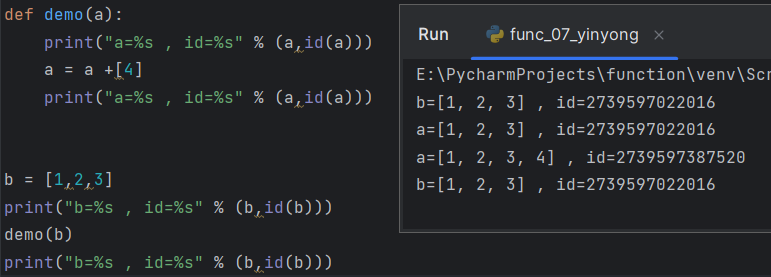 def demo(a):
    print("a=%s , id=%s" % (a,id(a)))
    a = a +[4]
    print("a=%s , id=%s" % (a,id(a)))
b = [1,2,3]
print("b=%s , id=%s" % (b,id(b)))
demo(b)
print("b=%s , id=%s" % (b,id(b)))
Run func_07_yinyong ×
E:\PycharmProjects\function\venv\Scr
b=[1, 2, 3] , id=2739597022016
a=[1, 2, 3] , id=2739597022016
a=[1, 2, 3, 4] , id=2739597387520
b=[1, 2, 3] , id=2739597022016